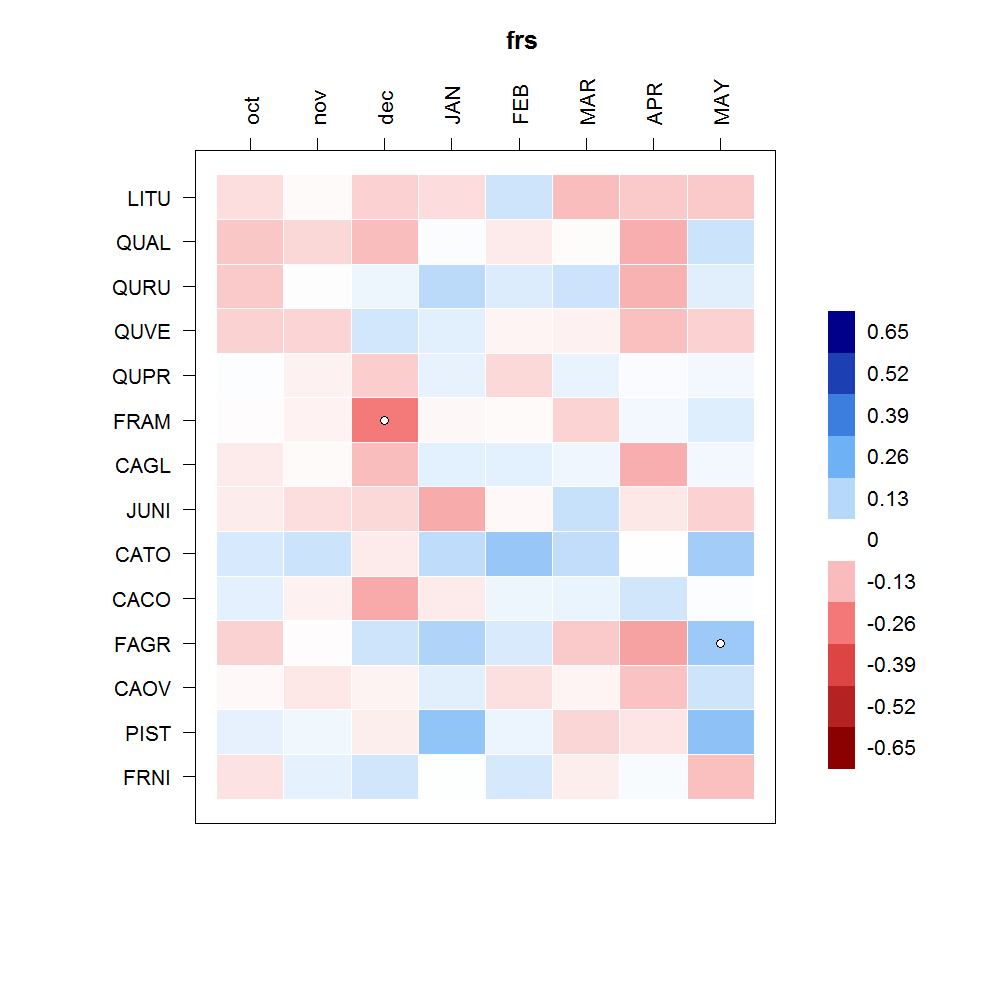 frs
oct nov dec JAN FEB MAR APR MAY
LITU
QUAL
QURU
QUVE
QUPR
FRAM
CAGL
JUNI
CATO
CACO
FAGR
CAOV
PIST
FRNI
0.65
0.52
0.39
0.26
0.13
0
-0.13
-0.26
-0.39
-0.52
-0.65